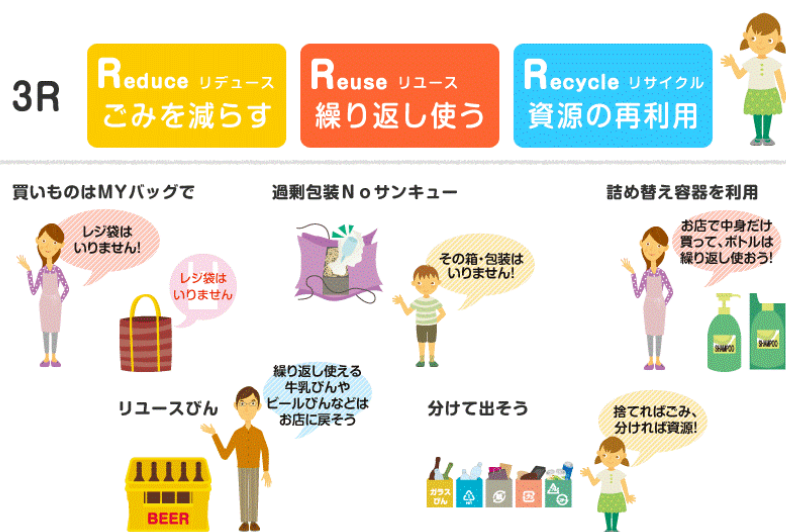 3R
Reduce リデュース
ごみを減らす
Reuse リユース
繰り返し使う
Recycle リサイクル
資源の再利用
買いものはMYバッグで
レジ袋は
いりません!
レジ袋は
いりません
過剰包装Noサンキュー
その箱・包装は
いりません!
詰め替え容器を利用
お店で中身だけ
買って、ボトルは
繰り返し使おう!
SHAMPOO
SHAMPOO
リユースびん
繰り返し使える
牛乳びんや
ビールびんなどは
お店に戻そう
BEER
分けて出そう
捨てればごみ、
分ければ資源!
ガラス
びん